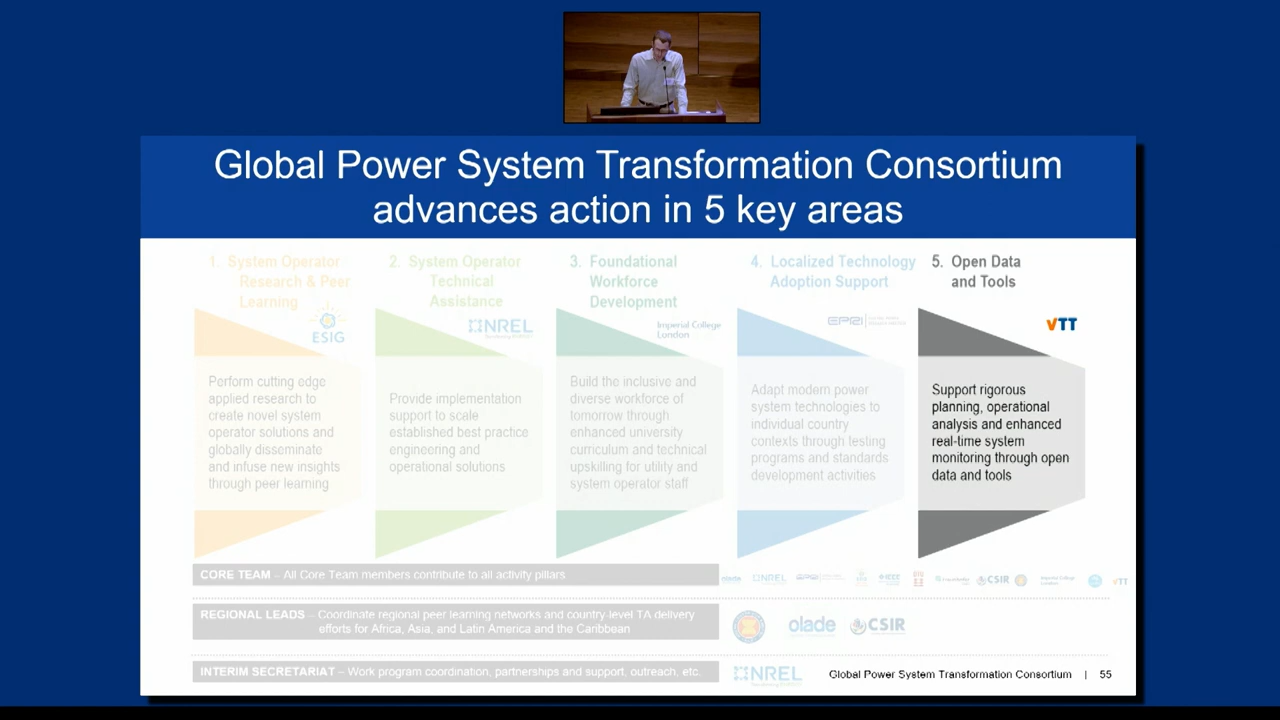 Global Power System Transformation Consortium
advances action in 5 key areas
1. System Operator
Research & Peer
Learning
ESIG
Perform cutting edge
applied research to
create novel system
operator solutions and
globally disseminate
and infuse new insights
through peer learning
2. System Operator
Technical
Assistance
NREL
Provide implementation
support to scale
established best practice
engineering and
operational solutions
3. Foundational
Workforce
Development
Imperial College
London
Build the inclusive and
diverse workforce of
tomorrow through
enhanced university
curriculum and technical
upskilling for utility and
system operator staff
4. Localized Technology
Adoption Support
EPRI
Adapt modern power
system technologies to
individual country
contexts through testing
programs and standards
development activities
5. Open Data
and Tools
VTT
Support rigorous
planning, operational
analysis and enhanced
real-time system
monitoring through open
data and tools
CORE TEAM – All Core Team members contribute to all activity pillars
NREL EPRI IEEE CSIR Imperial College London VTT
REGIONAL LEADS – Coordinate regional peer learning networks and country-level TA delivery
efforts for Africa, Asia, and Latin America and the Caribbean
olade CSIR
INTERIM SECRETARIAT – Work program coordination, partnerships and support, outreach, etc.
NREL
Global Power System Transformation Consortium | 55